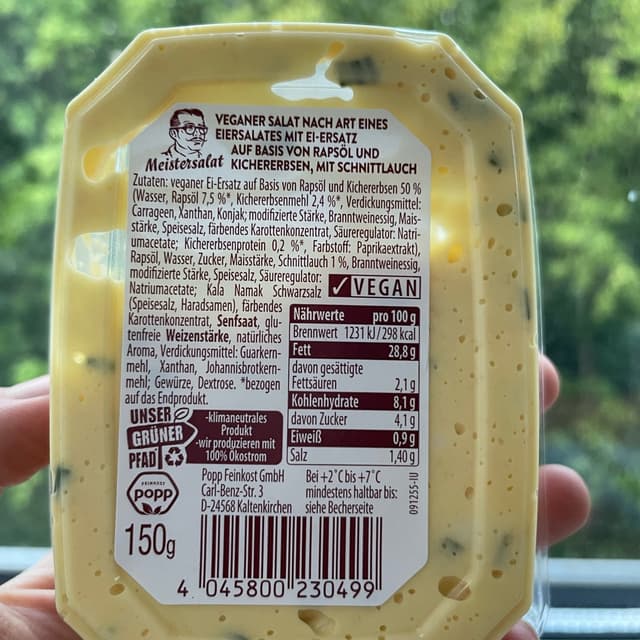 VEGANER SALAT NACH ART EINES
EIERSALATES MIT EI-ERSATZ
AUF BASIS VON RAPSÖL UND
KICHERERBSEN, MIT SCHNITTLAUCH
Meistersalat
Zutaten: veganer Ei-Ersatz auf Basis von Rapsöl und Kichererbsen 50 %
(Wasser, Rapsöl 7,5 %*, Kichererbsenmehl 2,4 %*, Verdickungsmittel:
Carrageen, Xanthan, Konjak; modifizierte Stärke, Branntweinessig, Mais-
stärke, Speisesalz, färbendes Karottenkonzentrat, Säureregulator: Natri-
umacetate; Kichererbsenprotein 0,2 %*, Farbstoff: Paprikaextrakt),
Rapsöl, Wasser, Zucker, Maisstärke, Schnittlauch 1 %, Branntweinessig,
modifizierte Stärke, Speisesalz, Säureregulator:
Natriumacetate; Kala Namak Schwarzsalz
(Speisesalz, Haradsamen), färbendes
Karottenkonzentrat, Senfsaat, glu-
tenfreie Weizenstärke, natürliches
Aroma, Verdickungsmittel: Guarkern-
mehl, Xanthan, Johannisbrotkern-
mehl; Gewürze, Dextrose. *bezogen
auf das Endprodukt.
VEGAN
Nährwerte pro 100 g
Brennwert 1231 kJ / 298 kcal
Fett 28,8 g
davon gesättigte
Fettsäuren 2,1 g
Kohlenhydrate 8,1 g
davon Zucker 4,1 g
Eiweiß 0,9 g
Salz 1,40 g
UNSER
GRÜNER
PFAD
-klimaneutrales
Produkt
-wir produzieren mit
100% Ökostrom
FEINKOST
popp
Popp Feinkost GmbH
Carl-Benz-Str. 3
D-24568 Kaltenkirchen
Bei +2°C bis +7°C
mindestens haltbar bis:
siehe Becherseite
091255-IU
150g
4 045800 230499